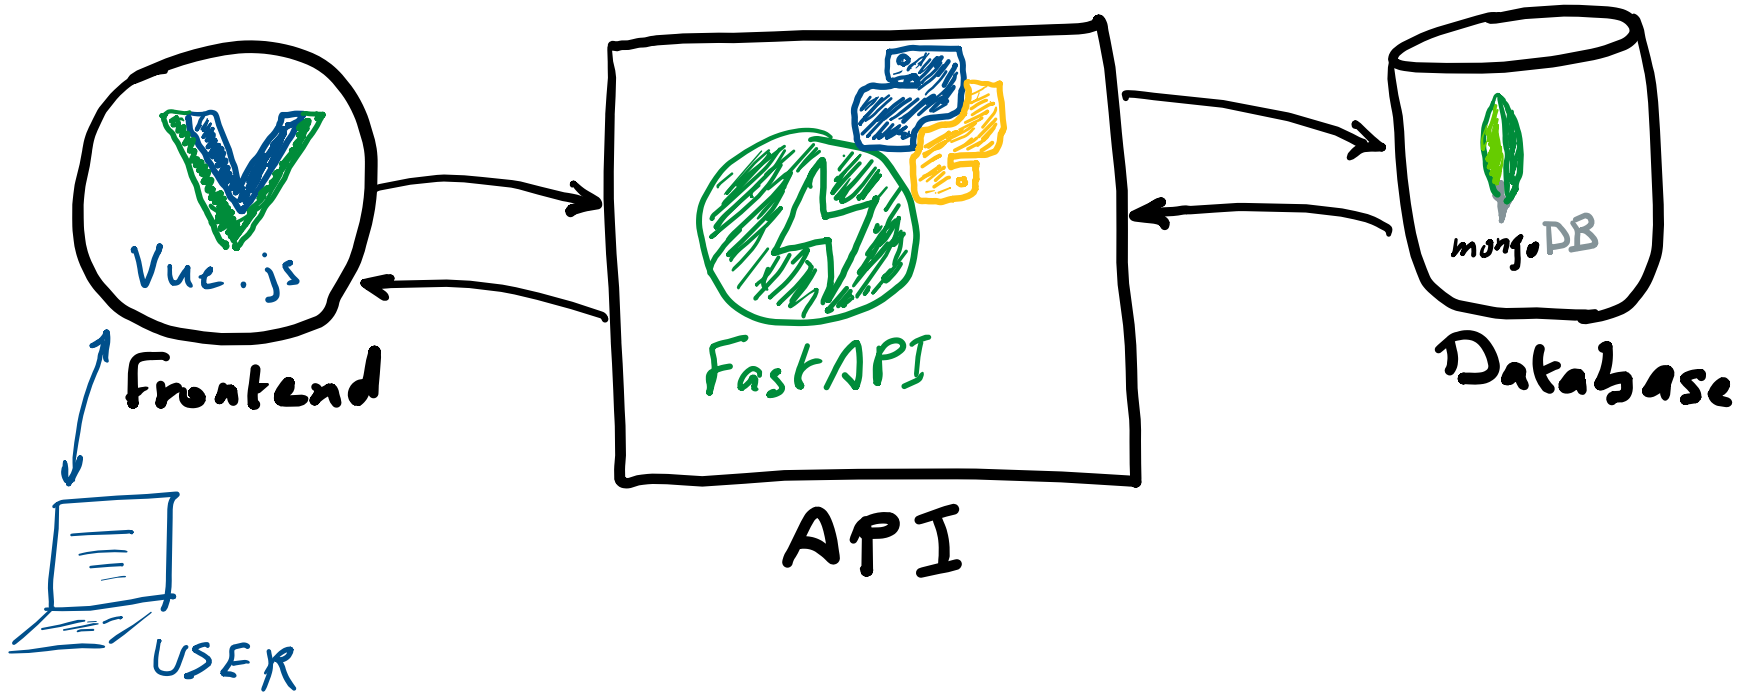 Vue.js
Frontend
USER
FastAPI
API
mongoDB
Database